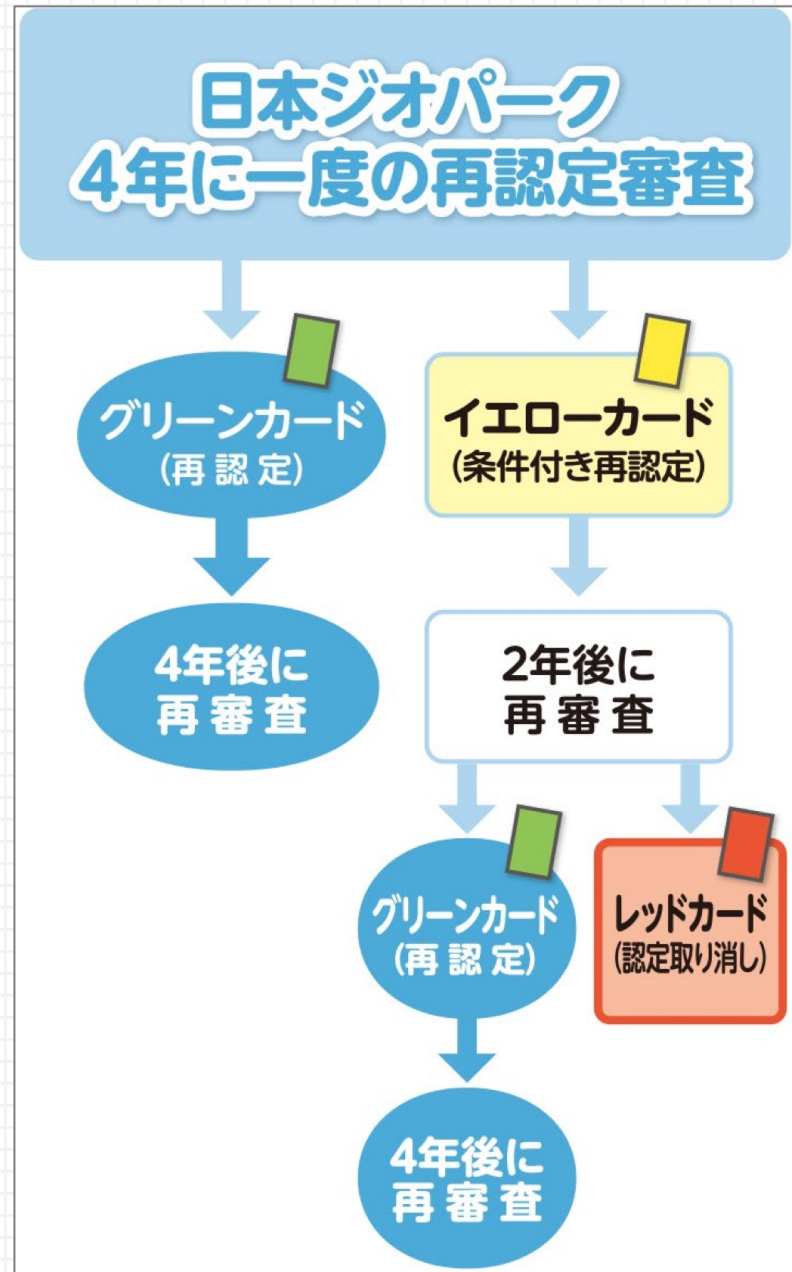 日本ジオパーク
4年に一度の再認定審査
グリーンカード
(再認定)
イエローカード
(条件付き再認定)
4年後に
再審査
2年後に
再審査
グリーンカード
(再認定)
レッドカード
(認定取り消し)
4年後に
再審査